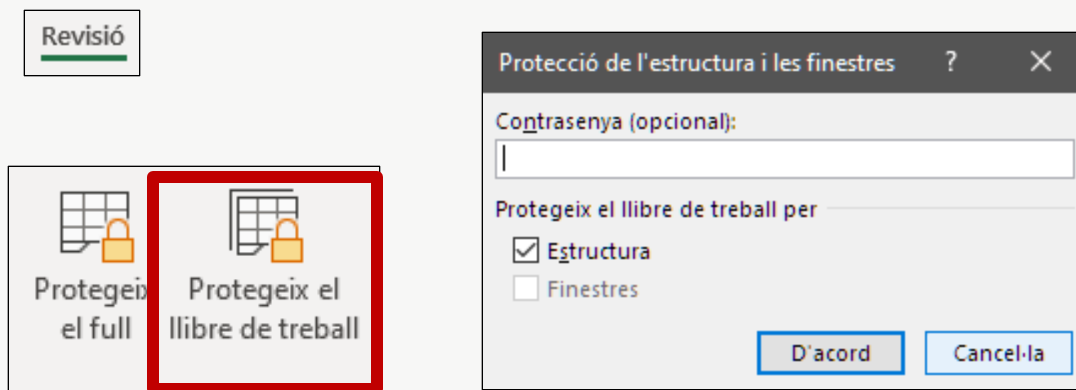 Revisió
Protegeix
el full
Protegeix el
llibre de treball
Protecció de l'estructura i les finestres ?
Contrasenya (opcional):
Protegeix el llibre de treball per
Estructura
Finestres
D'acord
Cancel·la